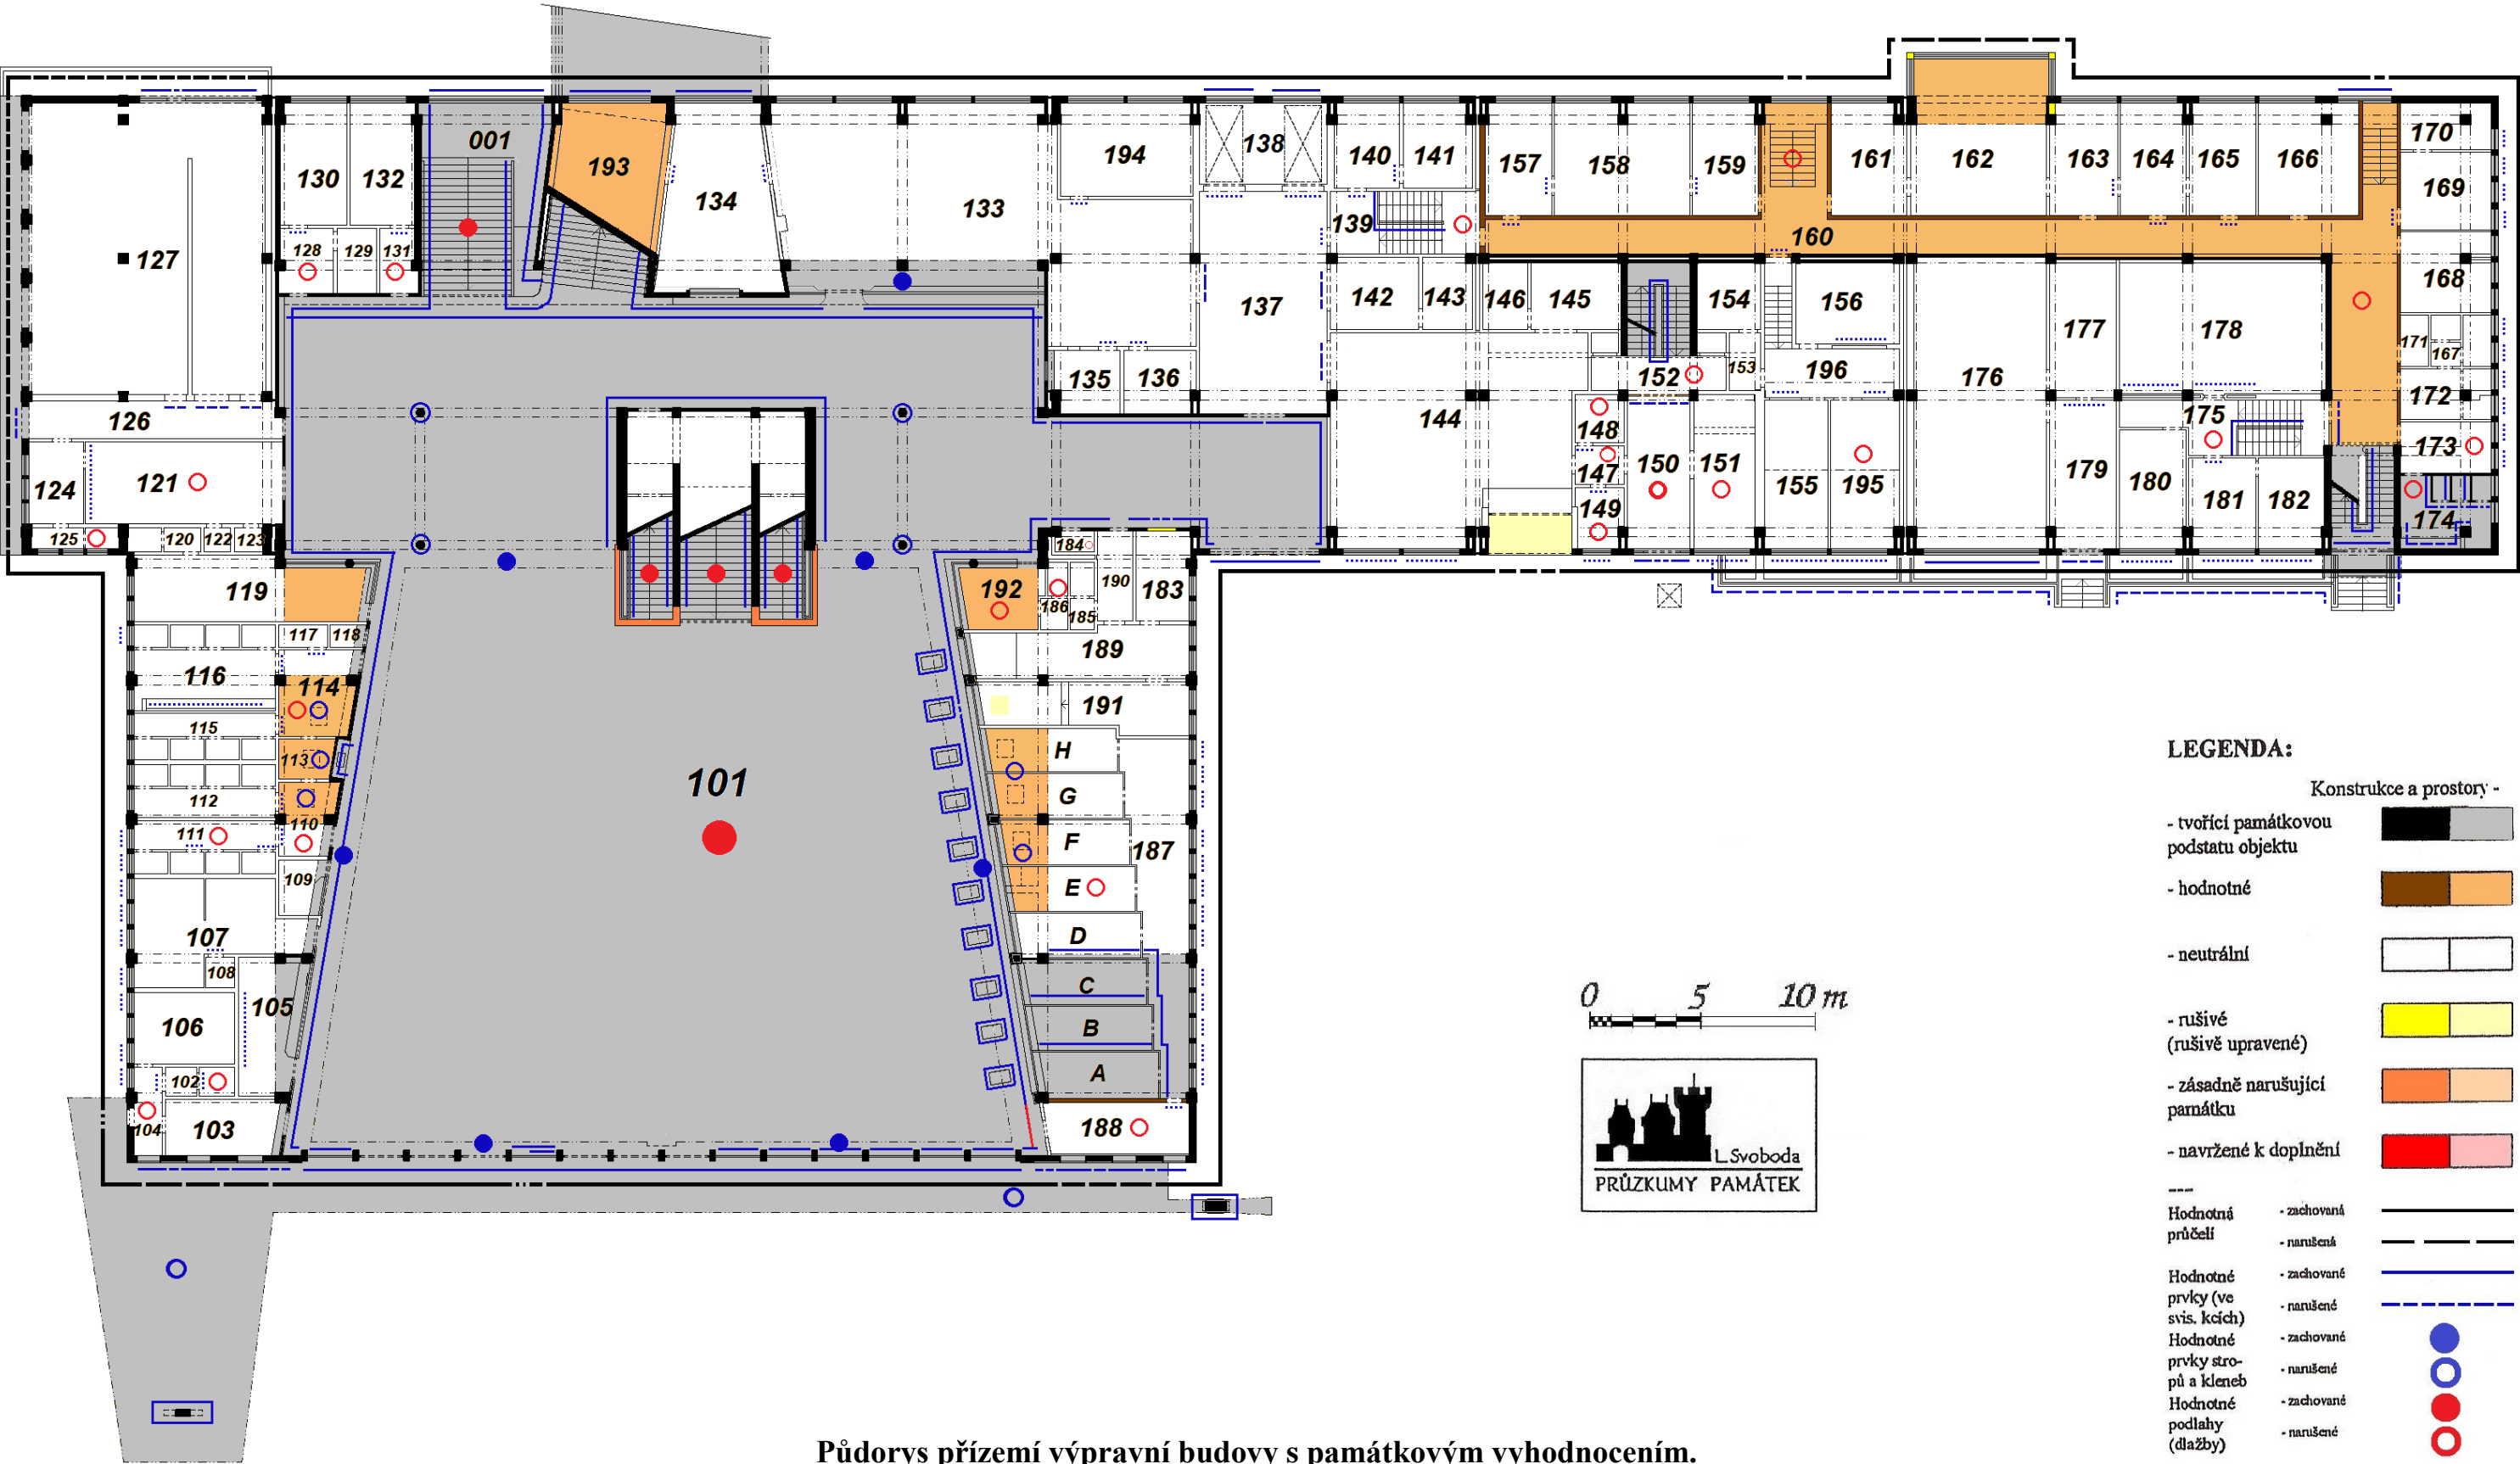 001
138
140
141
194
157
158
159
161
162
163
164
165
166
170
130
132
193
134
133
139
169
128
129
131
127
160
137
142
143
146
145
154
156
168
177
178
171
167
135
136
152
153
196
176
172
126
144
148
175
173
121
124
147
150
151
155
195
179
180
181
182
149
174
125
120
122
123
184
119
192
190
183
186
185
117
118
189
116
114
191
115
113
H
101
G
112
110
111
F
187
109
E
107
D
108
C
105
106
B
102
A
104
103
188
0 5 10 m
L.Svoboda
PRŮZKUMY PAMÁTEK
LEGENDA:
Konstrukce a prostory -
- tvořící památkovou
podstatu objektu
- hodnotné
- neutrální
- rušivé
(rušivě upravené)
- zásadně narušující
památku
- navržené k doplnění
Hodnotná - zachovaná
průčelí
- narušená
Hodnotné - zachované
prvky (ve
svis. kcích) - narušené
Hodnotné - zachované
prvky stro-
pů a kleneb - narušené
Hodnotné - zachované
podlahy
(dlažby) - narušené
Půdorys přízemí výpravní budovy s památkovým vyhodnocením.